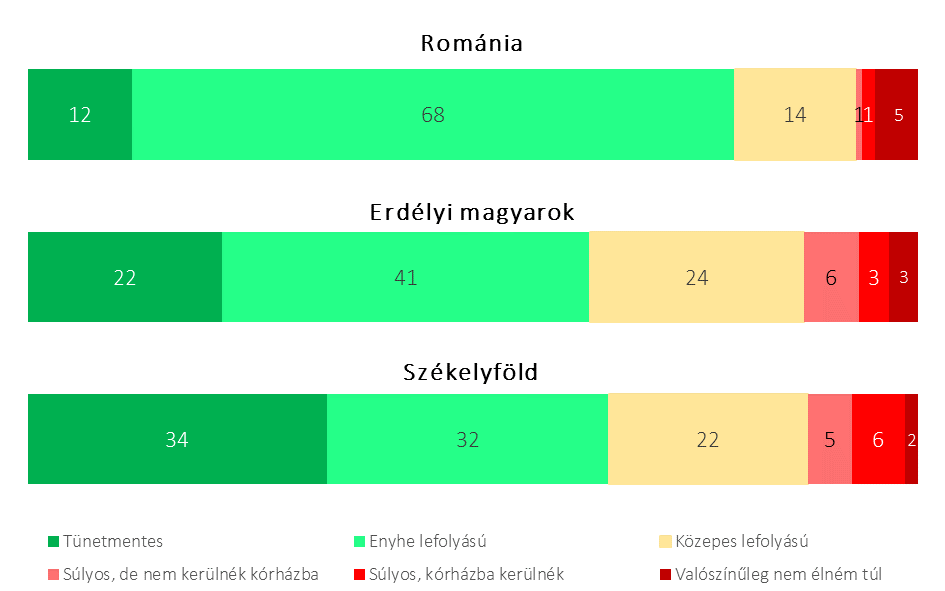 Románia
12 68 14 1 1 5
Erdélyi magyarok
22 41 24 6 3 3
Székelyföld
34 32 22 5 6 2
Tünetmentes Enyhe lefolyású Közepes lefolyású
Súlyos, de nem kerülnék kórházba Súlyos, kórházba kerülnék Valószínűleg nem élném túl